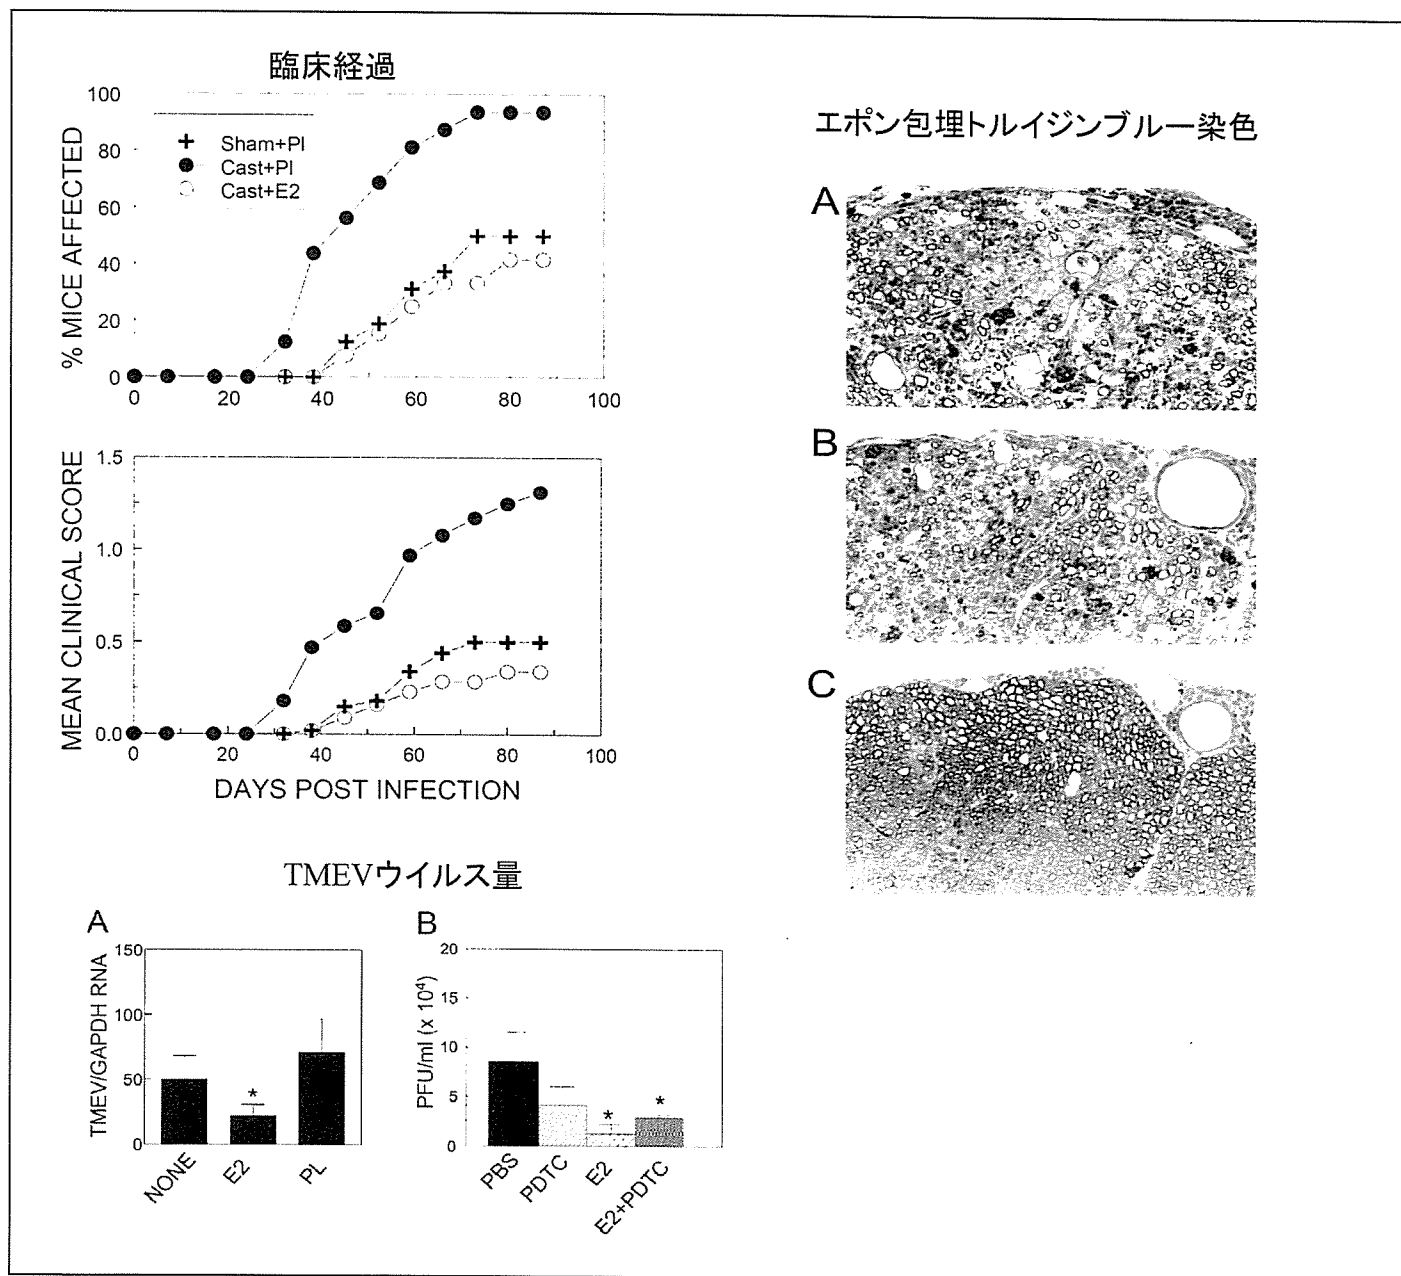 臨床経過
% MICE AFFECTED
100
80
60
40
20
0
Sham+Pl
Cast+Pl
Cast+E2
0 20 40 60 80 100
MEAN CLINICAL SCORE
1.5
1.0
0.5
0.0
0 20 40 60 80 100
DAYS POST INFECTION
TMEVウイルス量
A
TMEV/GAPDH RNA
150
100
50
0
*
NONE E2 PL
B
PFU/ml (x 10⁴)
20
15
10
5
0
* *
PBS PDTC E2 E2+PDTC
エポン包埋トルイジンブルー染色
A
B
C